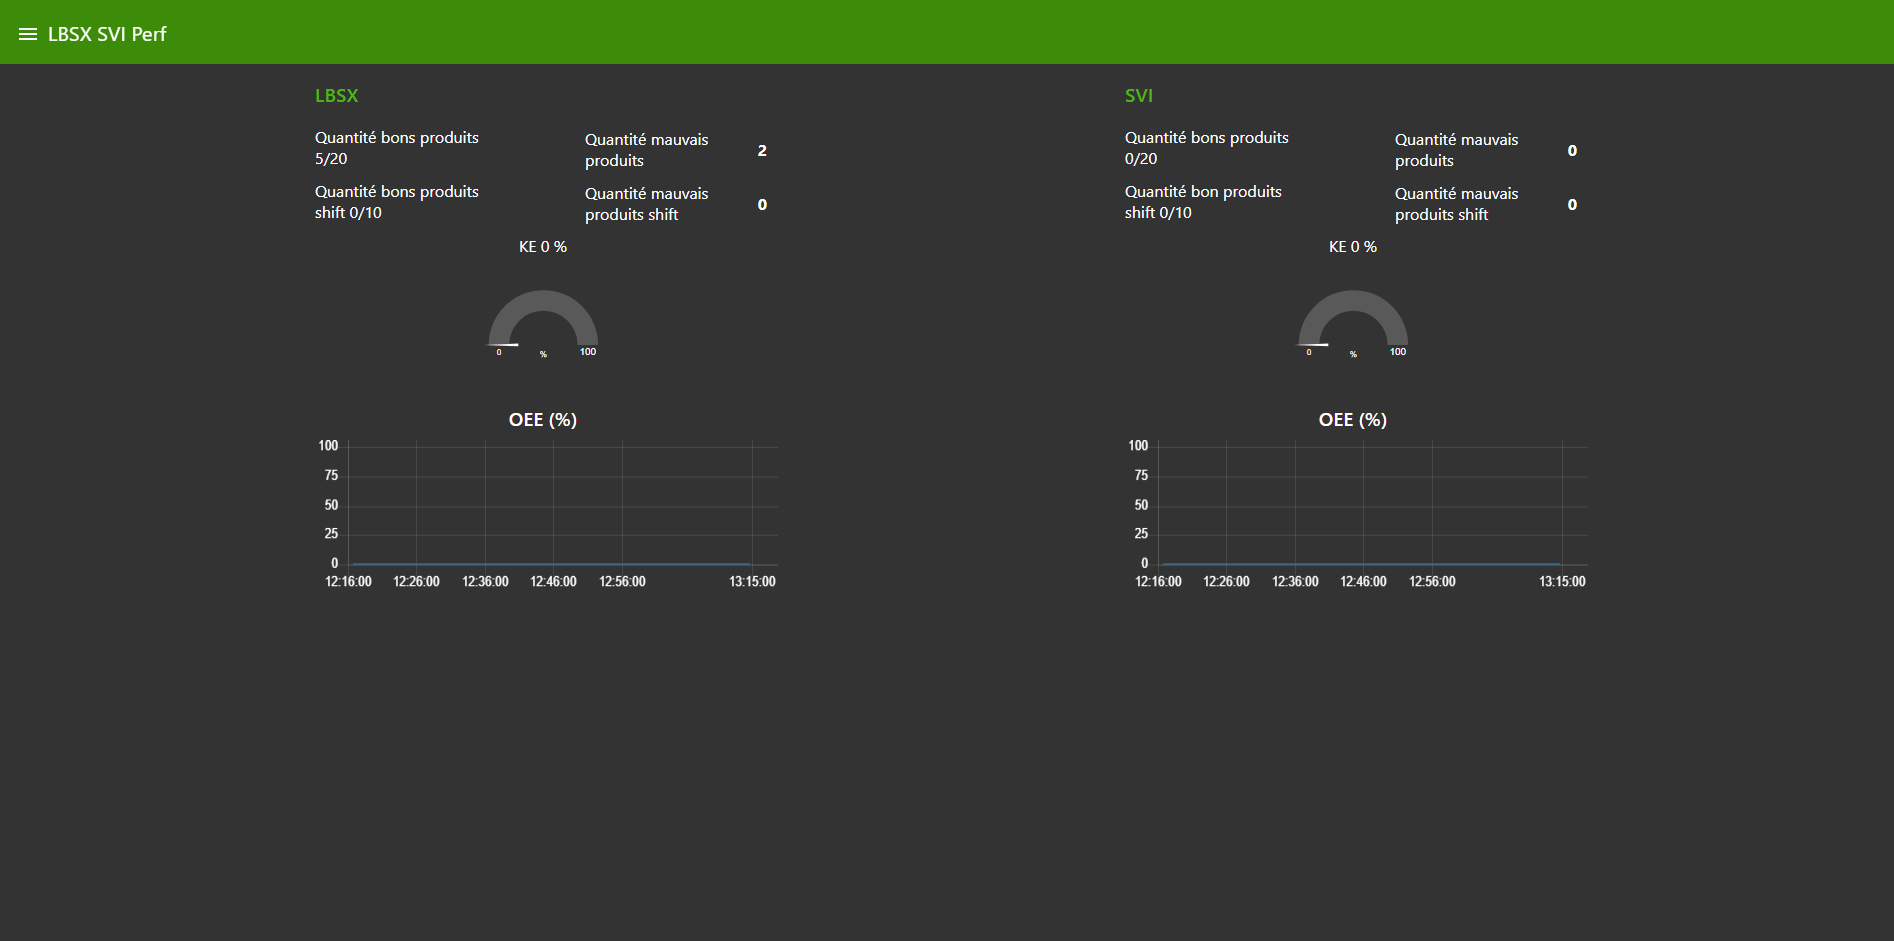 LBSX SVI Perf
LBSX
Quantité bons produits
5/20
Quantité mauvais
produits
2
Quantité bons produits
shift 0/10
Quantité mauvais
produits shift
0
KE 0 %
0
%
100
OEE (%)
100
75
50
25
0
12:16:00 12:26:00 12:36:00 12:46:00 12:56:00 13:15:00
SVI
Quantité bons produits
0/20
Quantité mauvais
produits
0
Quantité bon produits
shift 0/10
Quantité mauvais
produits shift
0
KE 0 %
0
%
100
OEE (%)
100
75
50
25
0
12:16:00 12:26:00 12:36:00 12:46:00 12:56:00 13:15:00